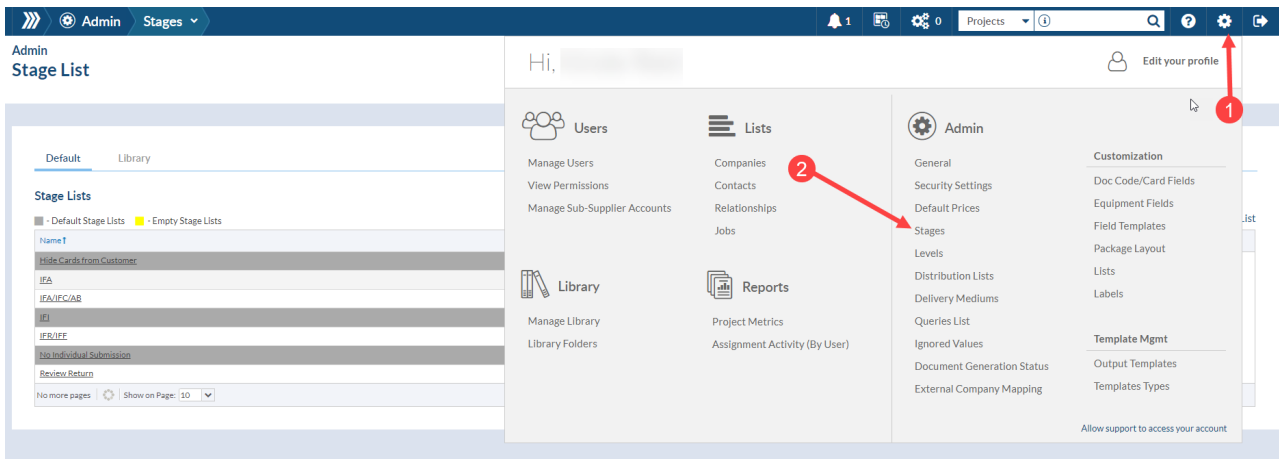 Admin
Stages
1
0
Projects
Admin
Stage List
Default
Library
Stage Lists
- Default Stage Lists
- Empty Stage Lists
Name
Hide Cards from Customer
IFA
IFA/IFC/AB
IFI
IFR/IFF
No Individual Submission
Review Return
No more pages
Show on Page: 10
Hi,
Edit your profile
1
Users
Manage Users
View Permissions
Manage Sub-Supplier Accounts
Lists
Companies
Contacts
Relationships
Jobs
2
Library
Manage Library
Library Folders
Reports
Project Metrics
Assignment Activity (By User)
Admin
General
Security Settings
Default Prices
Stages
Levels
Distribution Lists
Delivery Mediums
Queries List
Ignored Values
Document Generation Status
External Company Mapping
Customization
Doc Code/Card Fields
Equipment Fields
Field Templates
Package Layout
Lists
Labels
Template Mgmt
Output Templates
Templates Types
Allow support to access your account